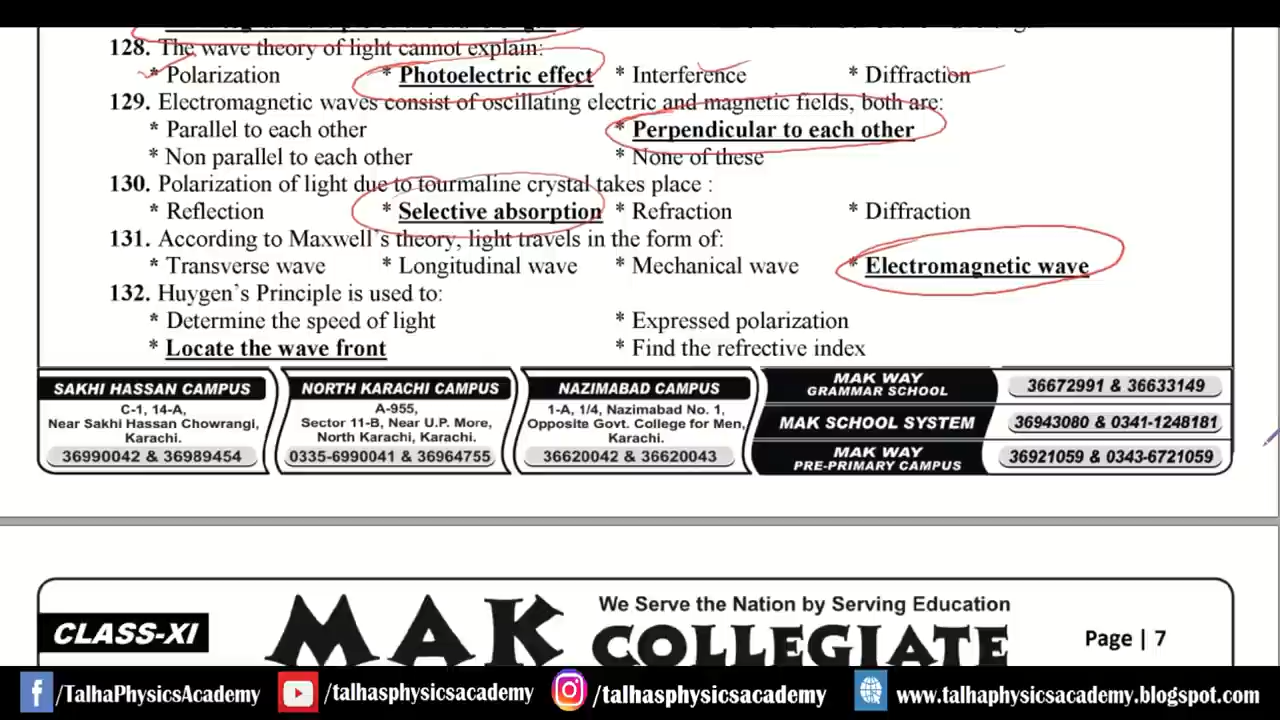 128. The wave theory of light cannot explain:
* Polarization * Photoelectric effect * Interference * Diffraction
129. Electromagnetic waves consist of oscillating electric and magnetic fields, both are:
* Parallel to each other * Perpendicular to each other
* Non parallel to each other * None of these
130. Polarization of light due to tourmaline crystal takes place :
* Reflection * Selective absorption * Refraction * Diffraction
131. According to Maxwell's theory, light travels in the form of:
* Transverse wave * Longitudinal wave * Mechanical wave * Electromagnetic wave
132. Huygen's Principle is used to:
* Determine the speed of light * Expressed polarization
* Locate the wave front * Find the refrective index
SAKHI HASSAN CAMPUS
C-1, 14-A,
Near Sakhi Hassan Chowrangi,
Karachi.
36990042 & 36989454
NORTH KARACHI CAMPUS
A-955,
Sector 11-B, Near U.P. More,
North Karachi, Karachi.
0335-6990041 & 36964755
NAZIMABAD CAMPUS
1-A, 1/4, Nazimabad No. 1,
Opposite Govt. College for Men,
Karachi.
36620042 & 36620043
MAK WAY
GRAMMAR SCHOOL
36672991 & 36633149
MAK SCHOOL SYSTEM
36943080 & 0341-1248181
MAK WAY
PRE-PRIMARY CAMPUS
36921059 & 0343-6721059
CLASS-XI
MAK
We Serve the Nation by Serving Education
COLLEGIATE
Page | 7
/TalhaPhysicsAcademy
/talhasphysicsacademy
/talhasphysicsacademy
www.talhaphysicsacademy.blogspot.com